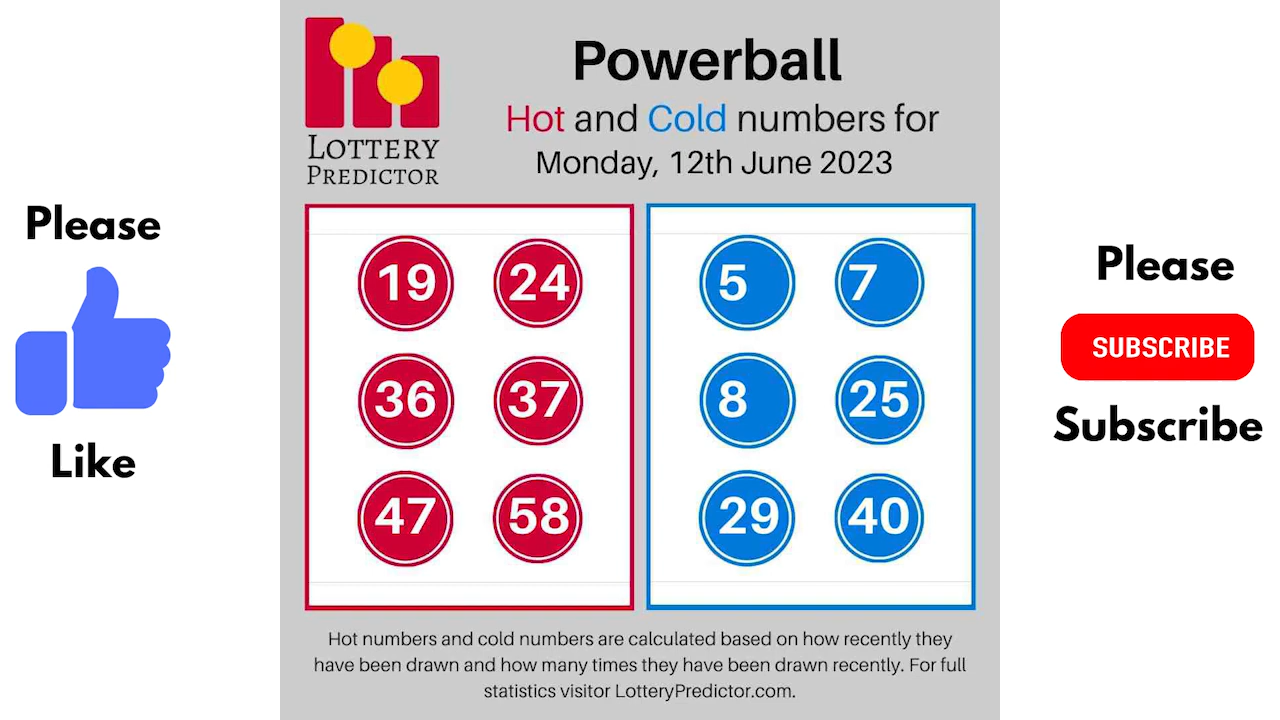 Powerball
Hot and Cold numbers for
Monday, 12th June 2023
LOTTERY
PREDICTOR
Please
Like
19 24
36 37
47 58
5 7
8 25
29 40
Please
SUBSCRIBE
Subscribe
Hot numbers and cold numbers are calculated based on how recently they
have been drawn and how many times they have been drawn recently. For full
statistics visitor LotteryPredictor.com.